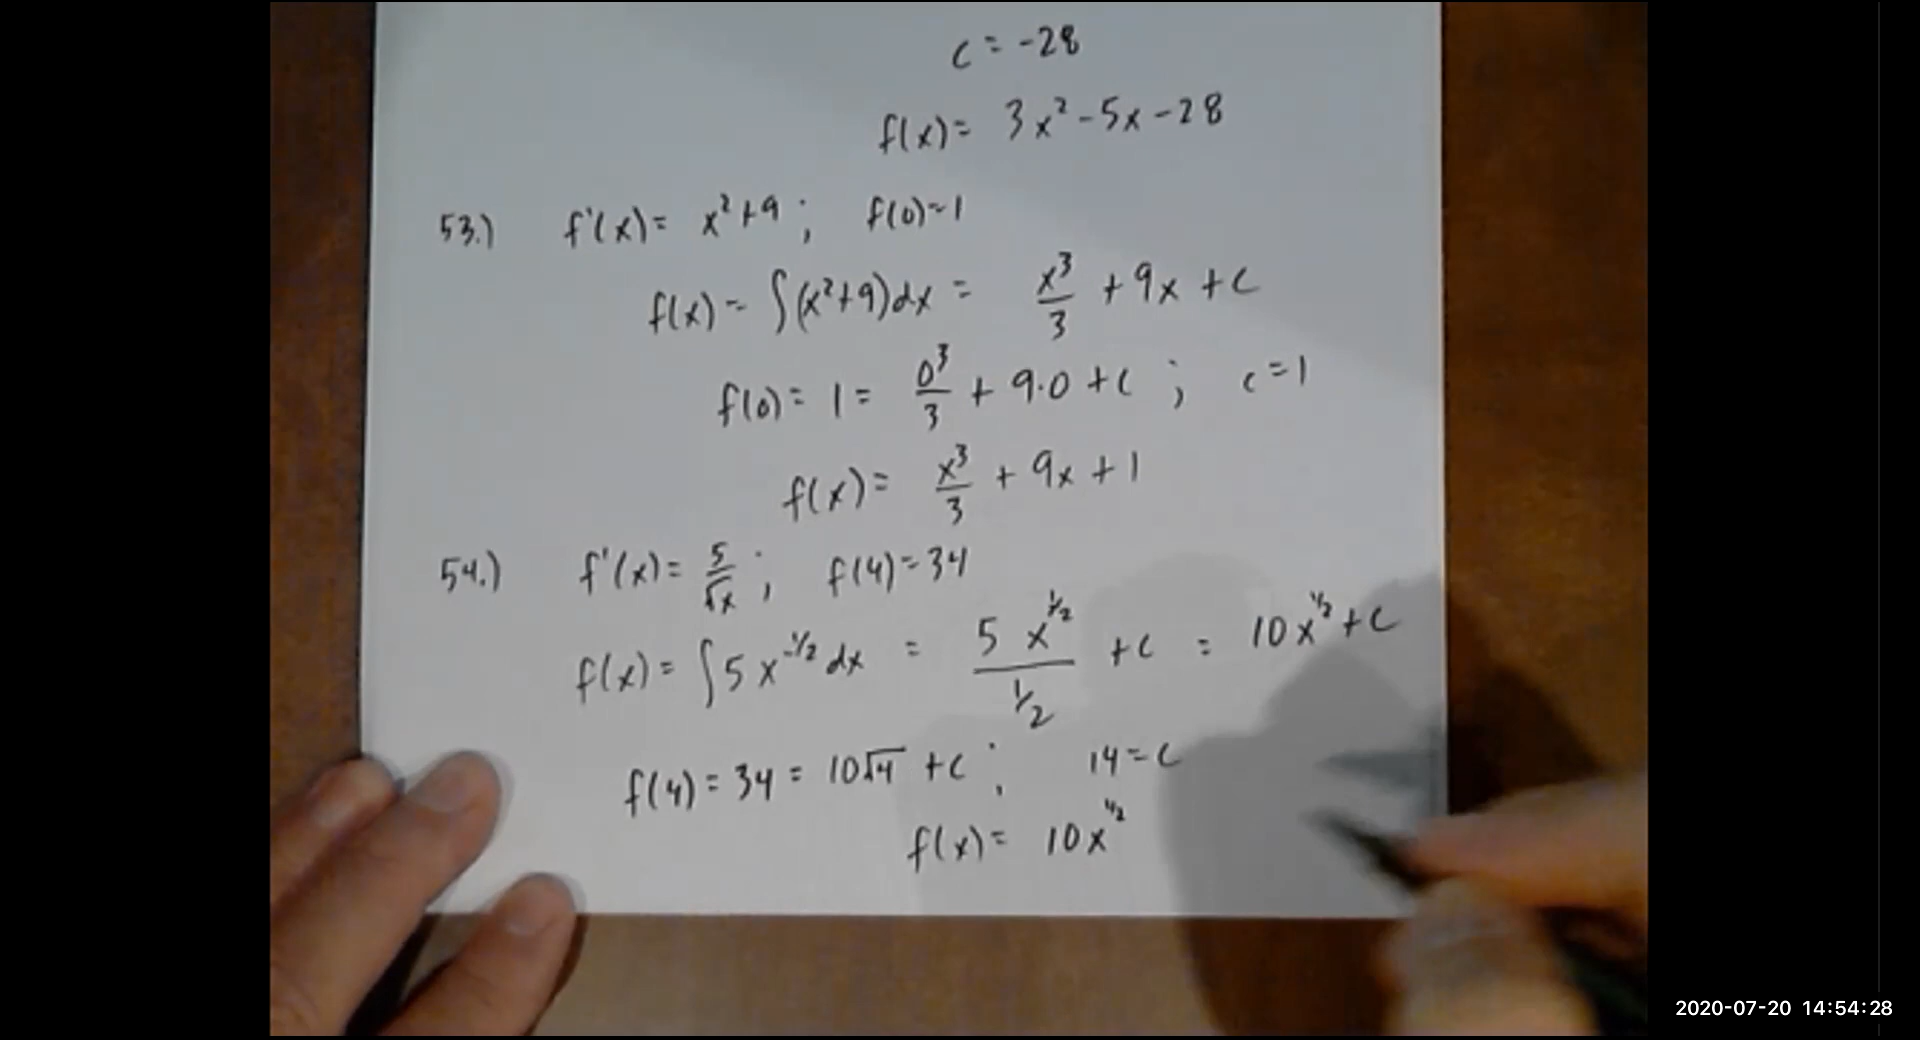 c = -28
f(x) = 3x² - 5x - 28
53.) f'(x) = x² + 9 ; f(0) = 1
f(x) = ∫(x² + 9)dx = x³/3 + 9x + c
f(0) = 1 = 0³/3 + 9·0 + c ; c = 1
f(x) = x³/3 + 9x + 1
54.) f'(x) = 5/√x ; f(4) = 34
f(x) = ∫5x^(-1/2) dx = 5x^(1/2)/(1/2) + c = 10x^(1/2) + c
f(4) = 34 = 10√4 + c ; 14 = c
f(x) = 10x^(1/2)
2020-07-20 14:54:28